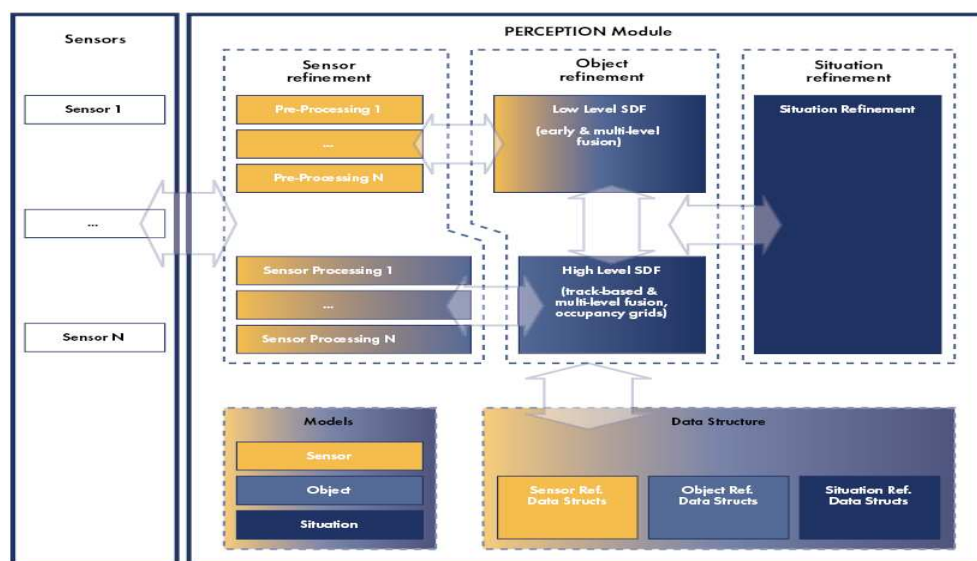 Sensors
Sensor 1
...
Sensor N
PERCEPTION Module
Sensor
refinement
Pre-Processing 1
...
Pre-Processing N
Sensor Processing 1
...
Sensor Processing N
Object
refinement
Low Level SDF
(early & multi-level
fusion)
High Level SDF
(track-based &
multi-level fusion,
occupancy grids)
Situation
refinement
Situation Refinement
Models
Sensor
Object
Situation
Data Structure
Sensor Ref.
Data Structs
Object Ref.
Data Structs
Situation Ref.
Data Structs